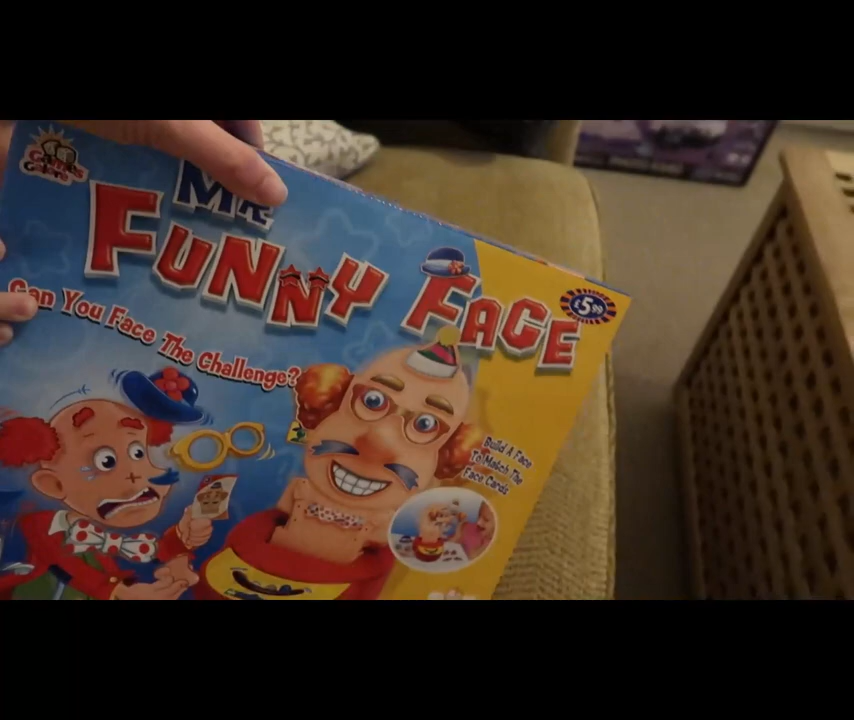 MR
FUNNY FACE
£5.99
Can You Face The Challenge?
Build A Face
To Match The
Face Cards